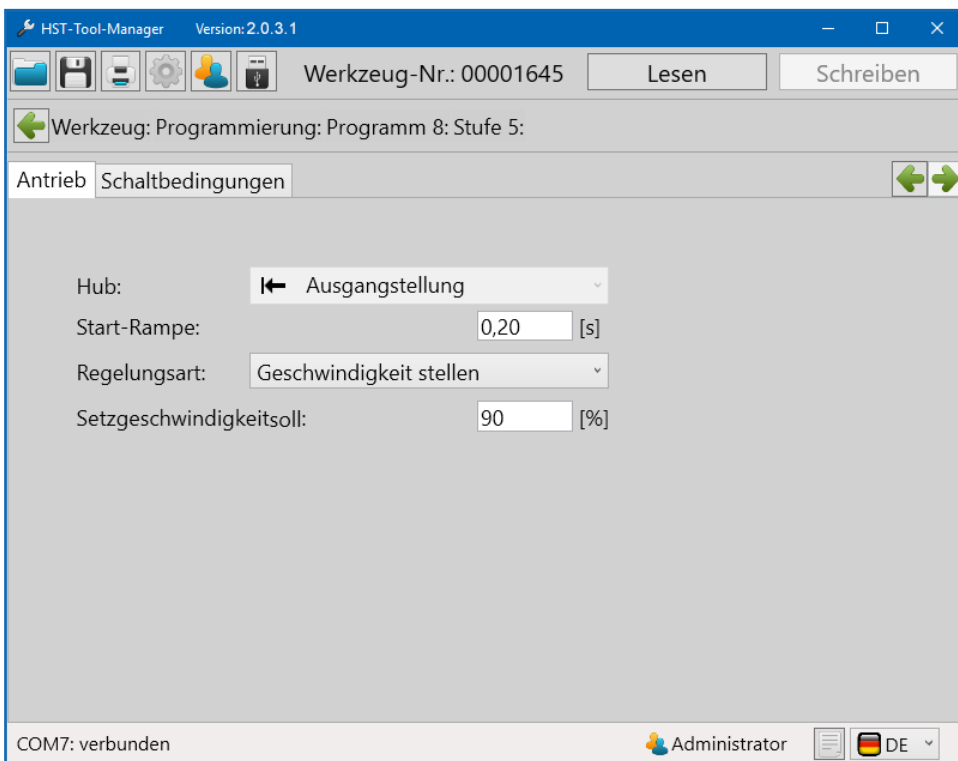 HST-Tool-Manager Version: 2.0.3.1
Werkzeug-Nr.: 00001645 Lesen Schreiben
Werkzeug: Programmierung: Programm 8: Stufe 5:
Antrieb Schaltbedingungen
Hub: Ausgangstellung
Start-Rampe: 0,20 [s]
Regelungsart: Geschwindigkeit stellen
Setzgeschwindigkeitsoll: 90 [%]
COM7: verbunden Administrator DE